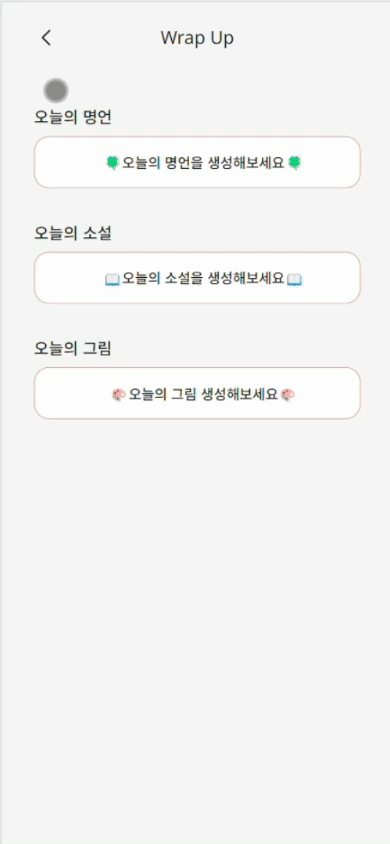 Wrap Up
오늘의 명언
🍀오늘의 명언을 생성해보세요🍀
오늘의 소설
📖오늘의 소설을 생성해보세요📖
오늘의 그림
🎨오늘의 그림 생성해보세요🎨